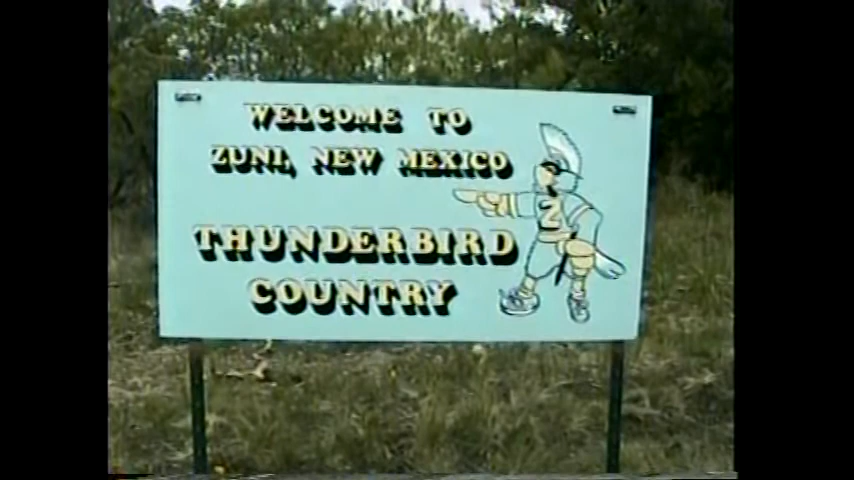 WELCOME TO
ZUNI, NEW MEXICO
THUNDERBIRD
COUNTRY
Z